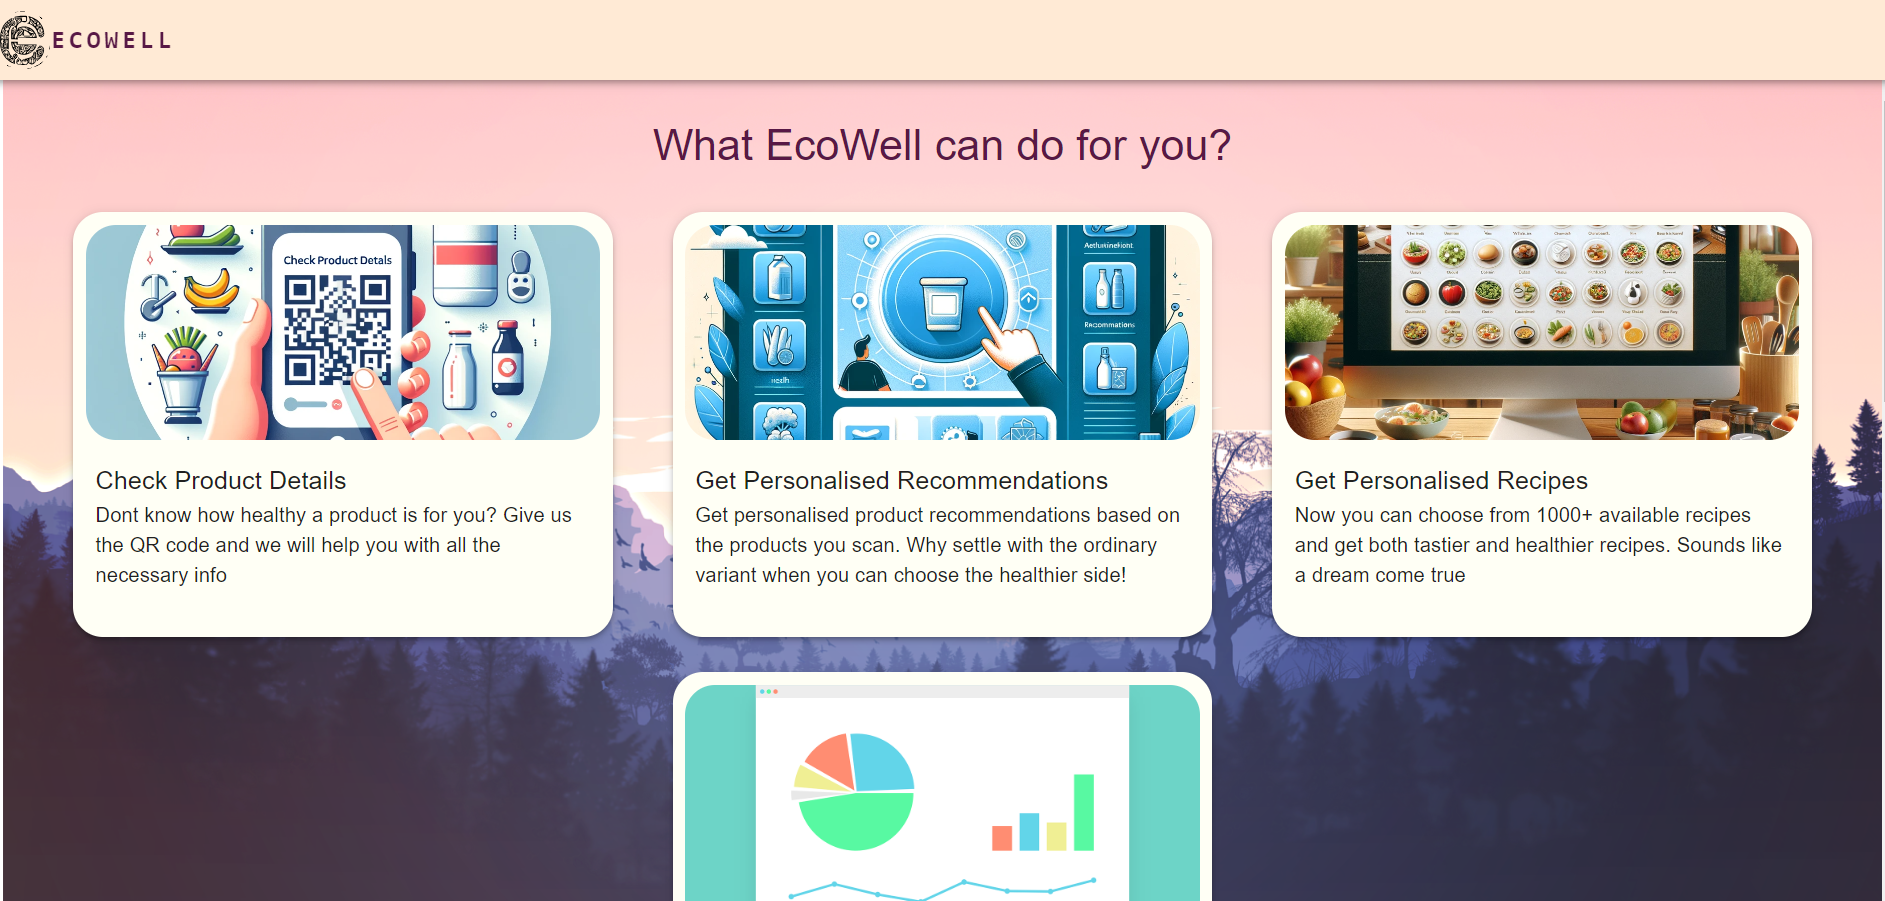 ECOWELL
What EcoWell can do for you?
Check Product Detals
Aetluxinekiont
Recommations
Health
Check Product Details
Dont know how healthy a product is for you? Give us
the QR code and we will help you with all the
necessary info
Get Personalised Recommendations
Get personalised product recommendations based on
the products you scan. Why settle with the ordinary
variant when you can choose the healthier side!
Get Personalised Recipes
Now you can choose from 1000+ available recipes
and get both tastier and healthier recipes. Sounds like
a dream come true